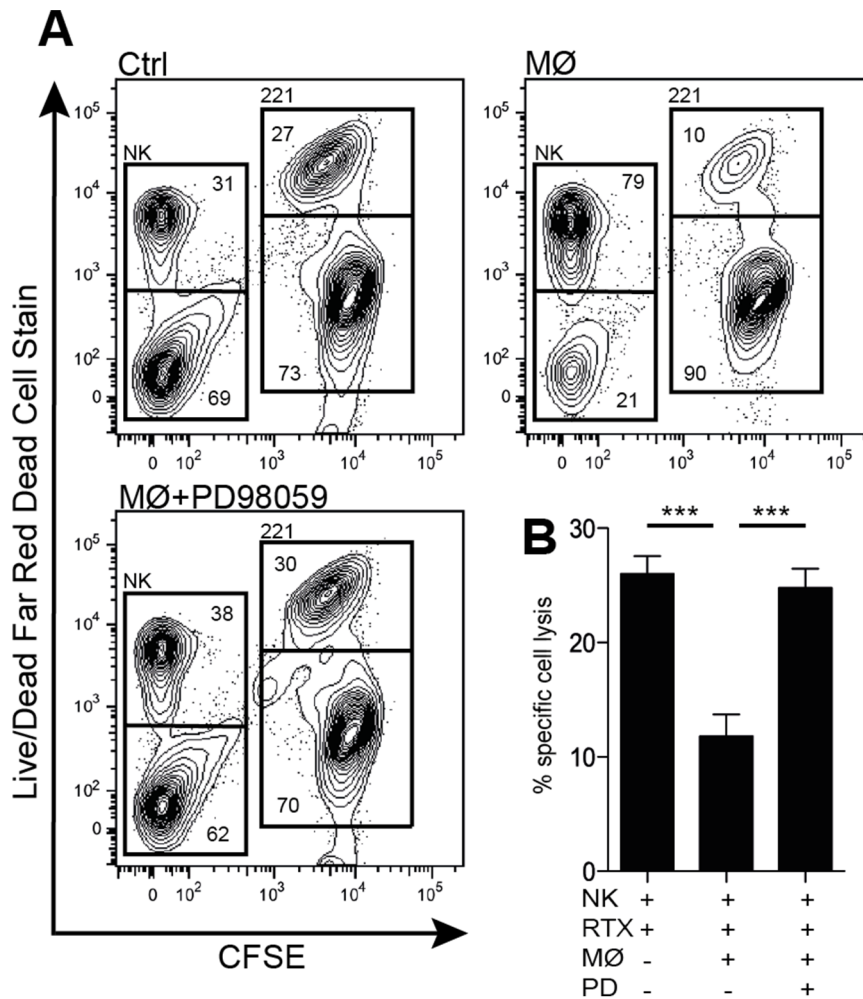 A
Ctrl
MØ
221
221
10⁵
10⁵
27
10
NK
NK
31
79
10⁴
10⁴
10³
10³
10²
10²
73
90
0
0
69
21
0 10² 10³ 10⁴ 10⁵
0 10² 10³ 10⁴ 10⁵
Live/Dead Far Red Dead Cell Stain
MØ+PD98059
221
10⁵
30
NK
38
10⁴
10³
10²
70
0
62
0 10² 10³ 10⁴ 10⁵
CFSE
B
*** ***
30
20
10
0
% specific cell lysis
NK + + +
RTX + + +
MØ - + +
PD - - +